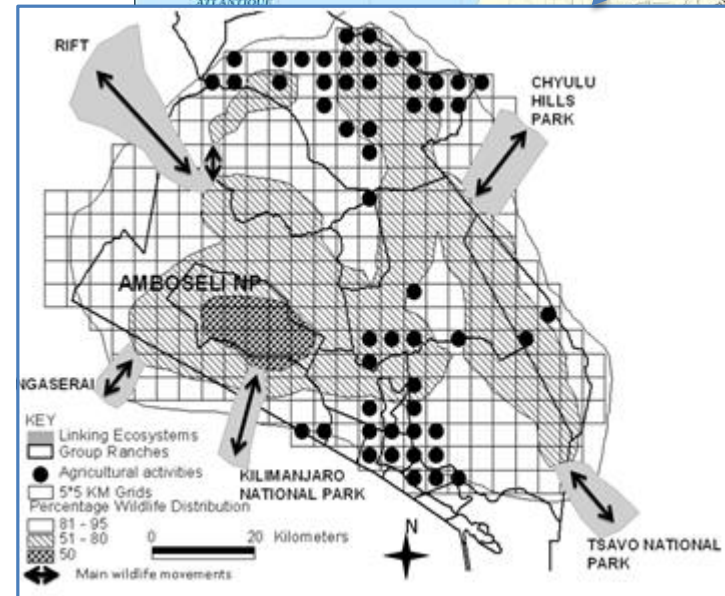 ATLANTIQUE
RIFT
CHYULU
HILLS
PARK
AMBOSELI NP
NGASERAI
KILIMANJARO
NATIONAL PARK
TSAVO NATIONAL
PARK
KEY
Linking Ecosystems
Group Ranches
Agricultural activities
5*5 KM Grids
Percentage Wildlife Distribution
81 - 95
51 - 80
50
Main wildlife movements
0 20 Kilometers
N